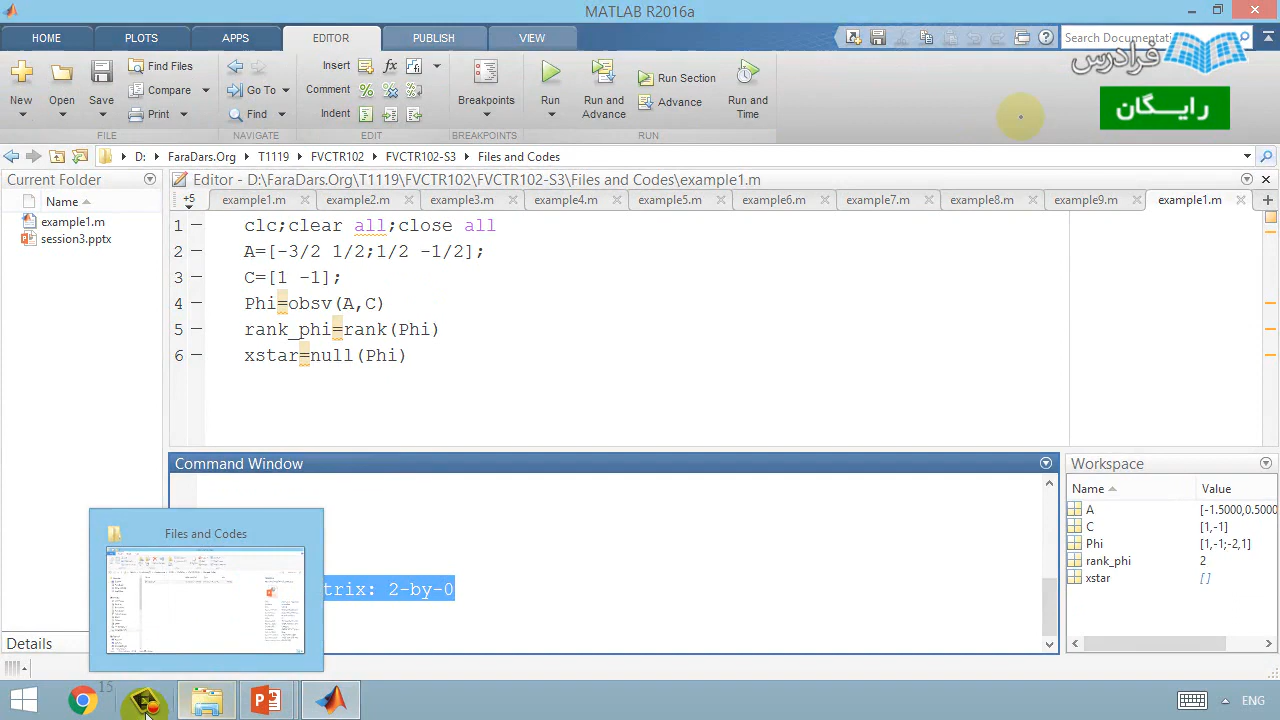 MATLAB R2016a
HOME PLOTS APPS EDITOR PUBLISH VIEW
Search Documentati
فرادرس
رایگان
New Open Save Find Files Compare Print
FILE
Go To Find
NAVIGATE
Insert fx
Comment %
Indent
EDIT
Breakpoints
BREAKPOINTS
Run Run and Advance Run Section Advance Run and Time
RUN
D: FaraDars.Org T1119 FVCTR102 FVCTR102-S3 Files and Codes
Current Folder
Name
example1.m
session3.pptx
Details
Editor - D:\FaraDars.Org\T1119\FVCTR102\FVCTR102-S3\Files and Codes\example1.m
+5 example1.m example2.m example3.m example4.m example5.m example6.m example7.m example8.m example9.m example1.m
1 clc;clear all;close all
2 A=[-3/2 1/2;1/2 -1/2];
3 C=[1 -1];
4 Phi=obsv(A,C)
5 rank_phi=rank(Phi)
6 xstar=null(Phi)
Command Window
trix: 2-by-0
Workspace
Name Value
A [-1.5000,0.5000
C [1,-1]
Phi [1,-1;-2,1]
rank_phi 2
xstar []
Files and Codes
15
ENG